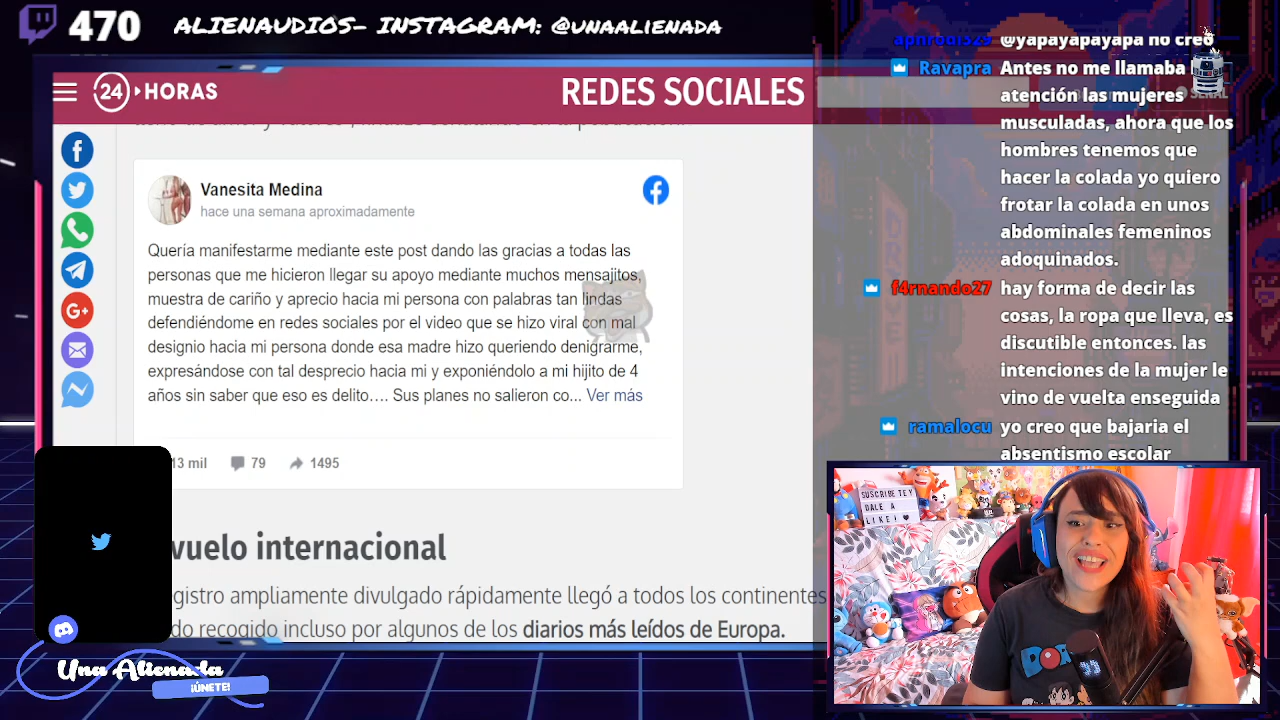 470
ALIENAUDIOS- INSTAGRAM: @UNAALIENADA
24 HORAS
REDES SOCIALES
SEÑAL
Vanesita Medina
hace una semana aproximadamente
Quería manifestarme mediante este post dando las gracias a todas las
personas que me hicieron llegar su apoyo mediante muchos mensajitos,
muestra de cariño y aprecio hacia mi persona con palabras tan lindas
defendiéndome en redes sociales por el video que se hizo viral con mal
designio hacia mi persona donde esa madre hizo queriendo denigrarme,
expresándose con tal desprecio hacia mi y exponiéndolo a mi hijito de 4
años sin saber que eso es delito…. Sus planes no salieron co... Ver más
13 mil 79 1495
vuelo internacional
gistro ampliamente divulgado rápidamente llegó a todos los continentes
do recogido incluso por algunos de los diarios más leídos de Europa.
Una Alienada
¡ÚNETE!
aphrodi329 @yapayapayapa no creo
Ravapra Antes no me llamaba
atención las mujeres
musculadas, ahora que los
hombres tenemos que
hacer la colada yo quiero
frotar la colada en unos
abdominales femeninos
adoquinados.
f4rnando27 hay forma de decir las
cosas, la ropa que lleva, es
discutible entonces. las
intenciones de la mujer le
vino de vuelta enseguida
ramalocu yo creo que bajaria el
absentismo escolar
SUSCRIBETE Y
DALE A
LIKE!